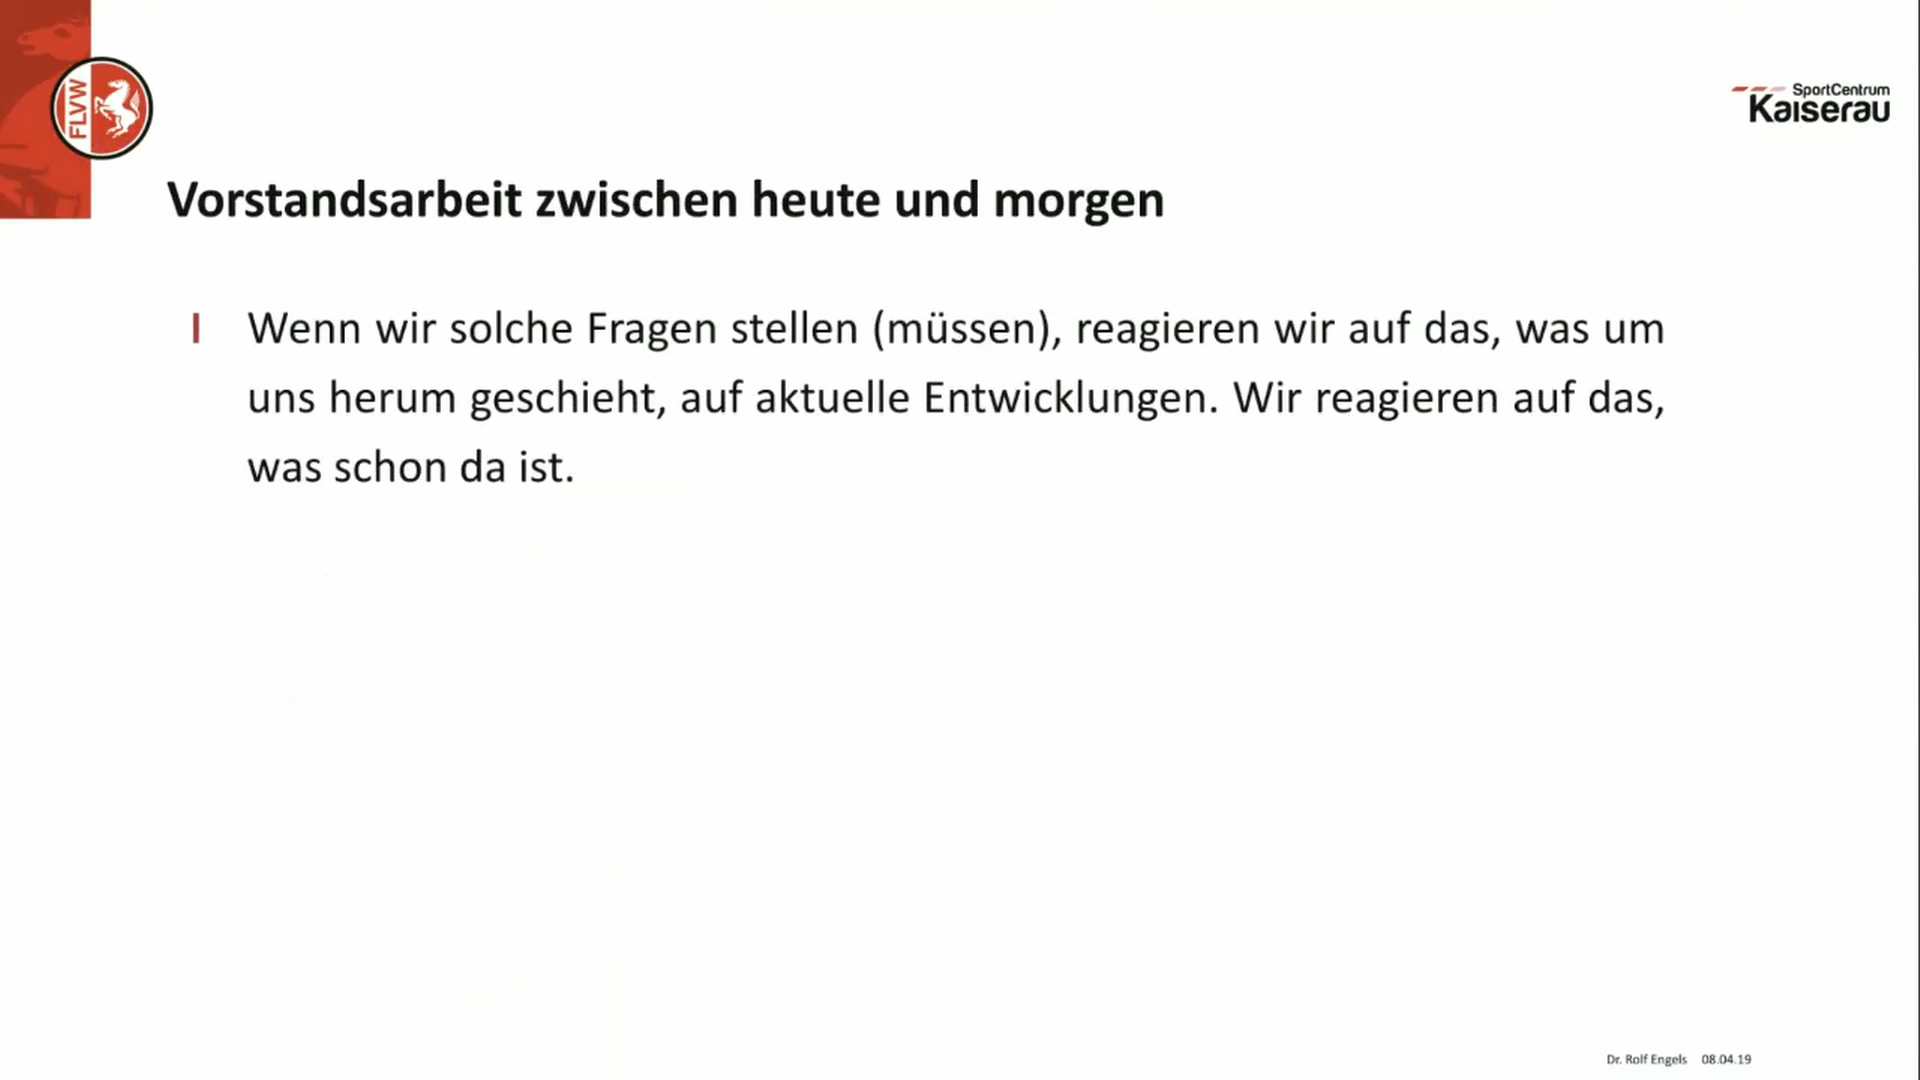 FLVW
SportCentrum
Kaiserau
Vorstandsarbeit zwischen heute und morgen
Wenn wir solche Fragen stellen (müssen), reagieren wir auf das, was um
uns herum geschieht, auf aktuelle Entwicklungen. Wir reagieren auf das,
was schon da ist.
Dr. Rolf Engels 08.04.19